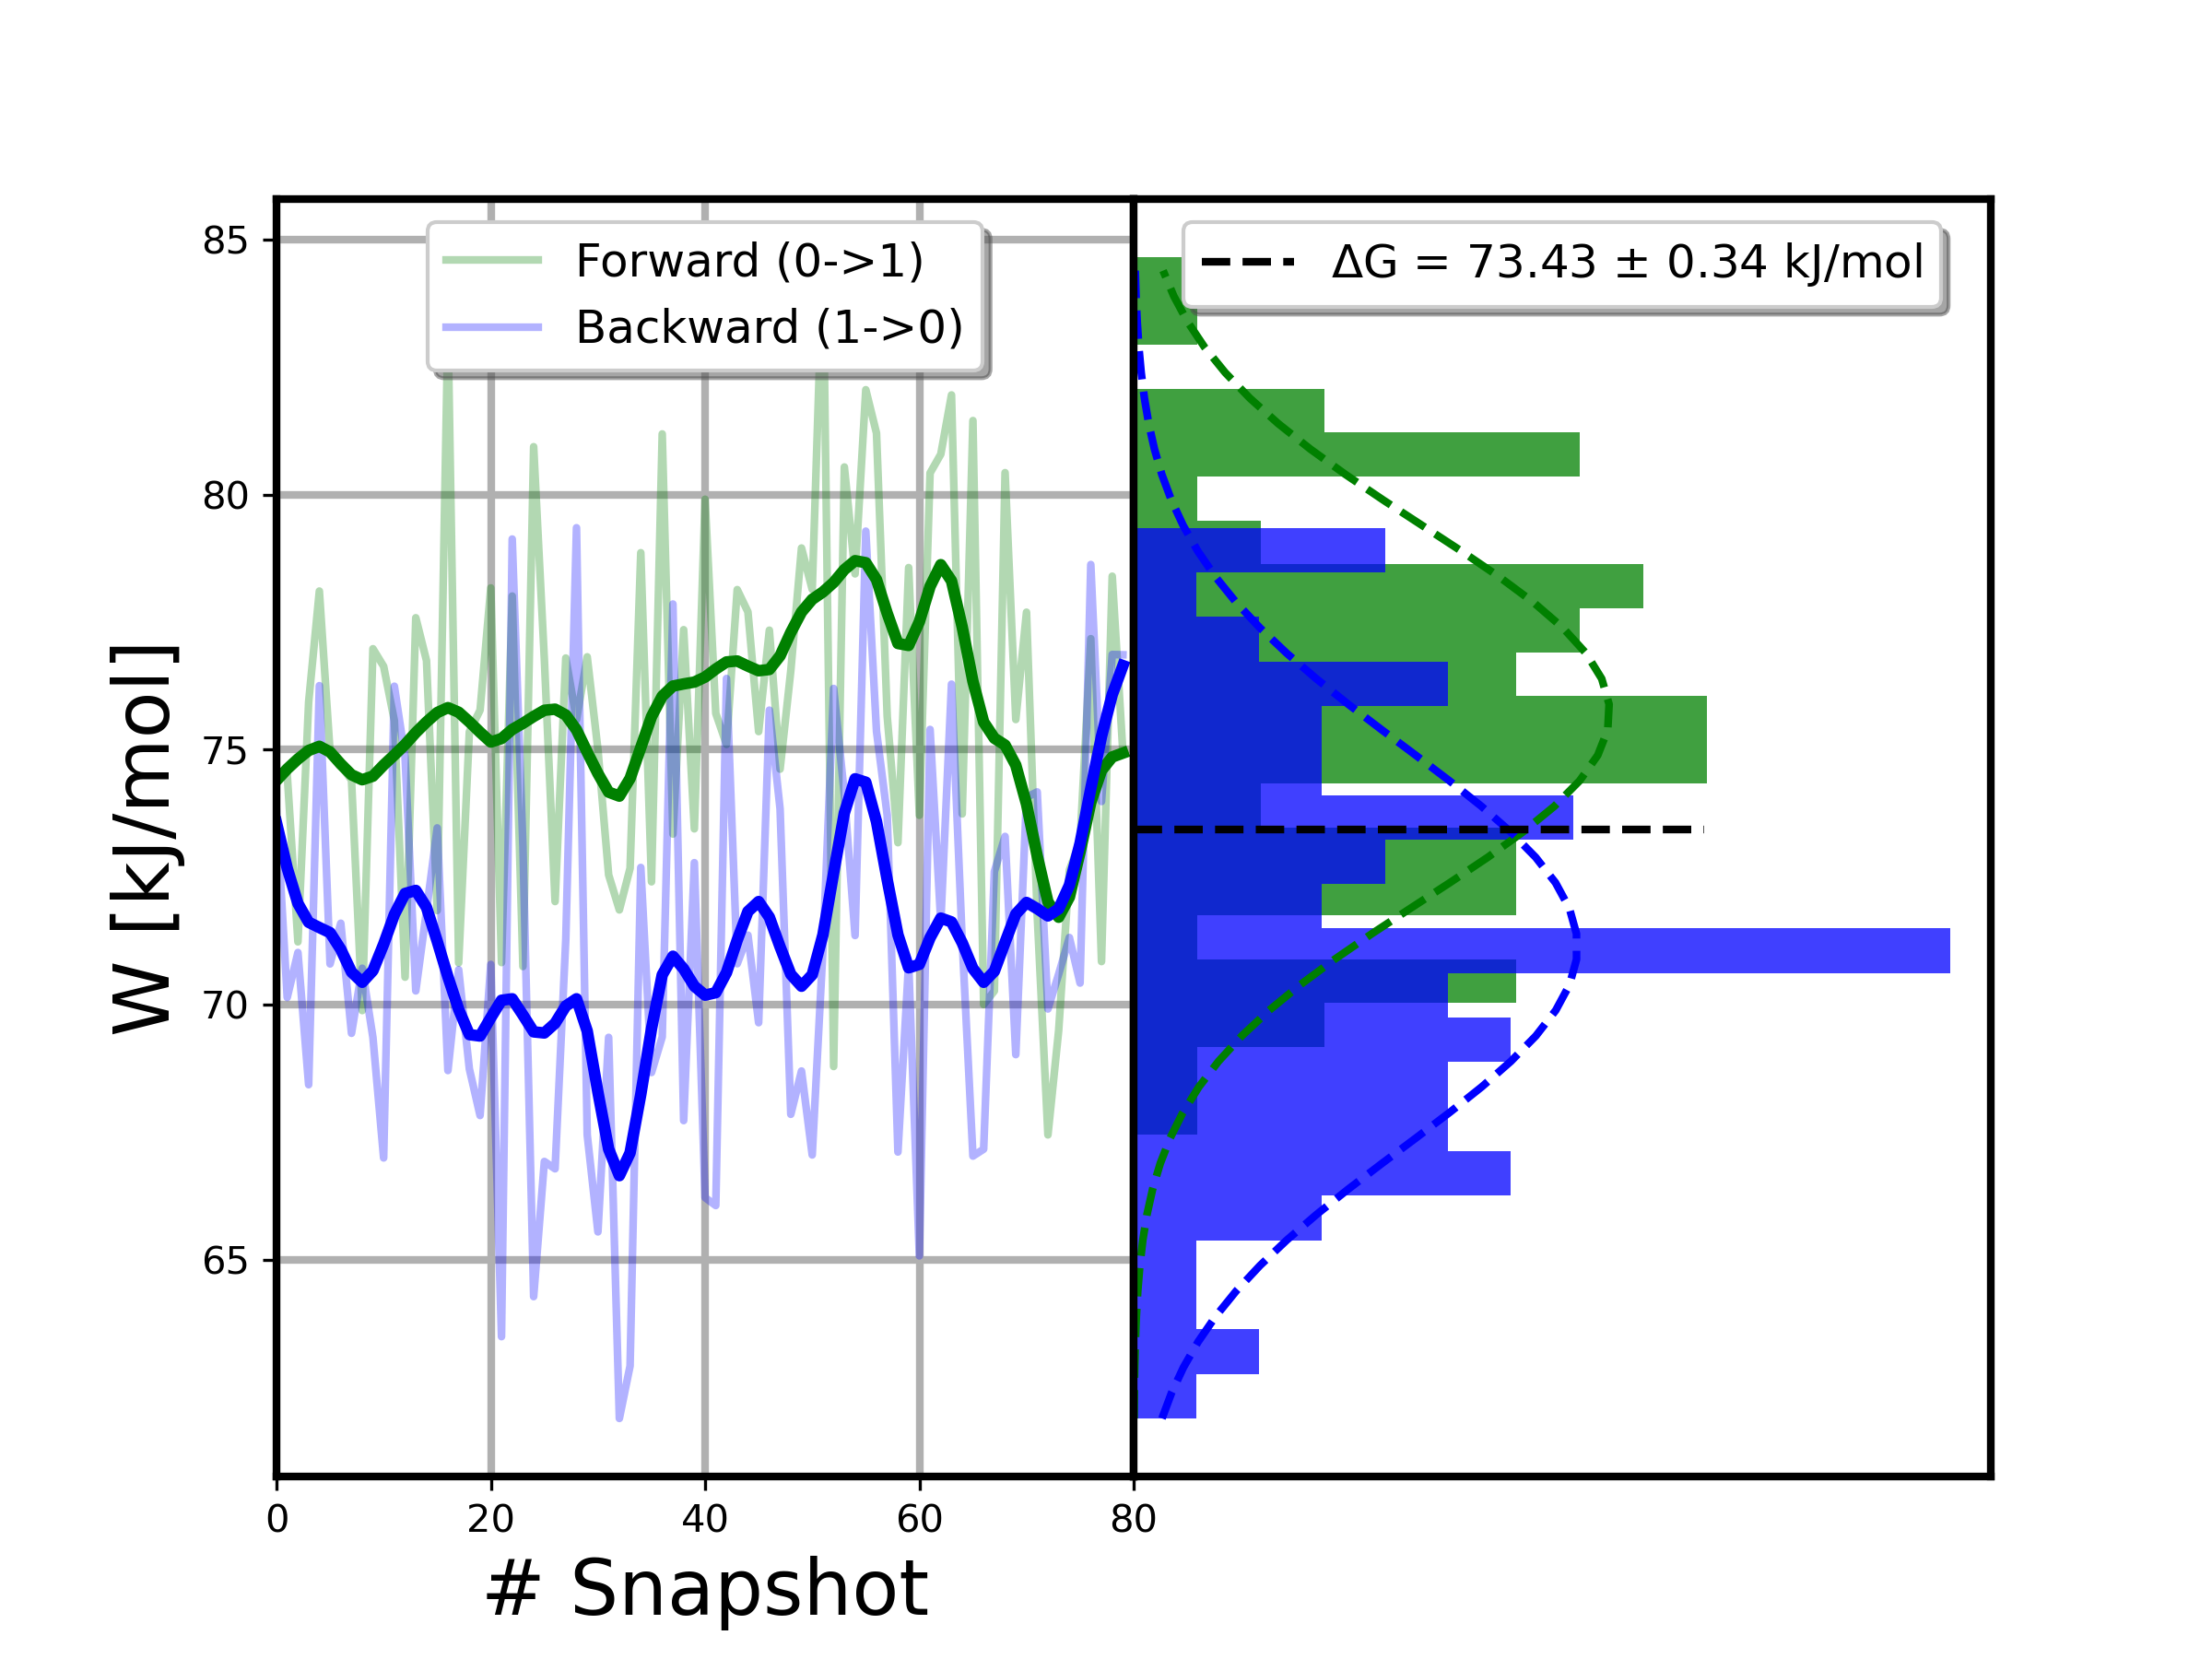 Forward (0->1)
Backward (1->0)
ΔG = 73.43 ± 0.34 kJ/mol
85
80
75
70
65
W [kJ/mol]
0
20
40
60
80
# Snapshot